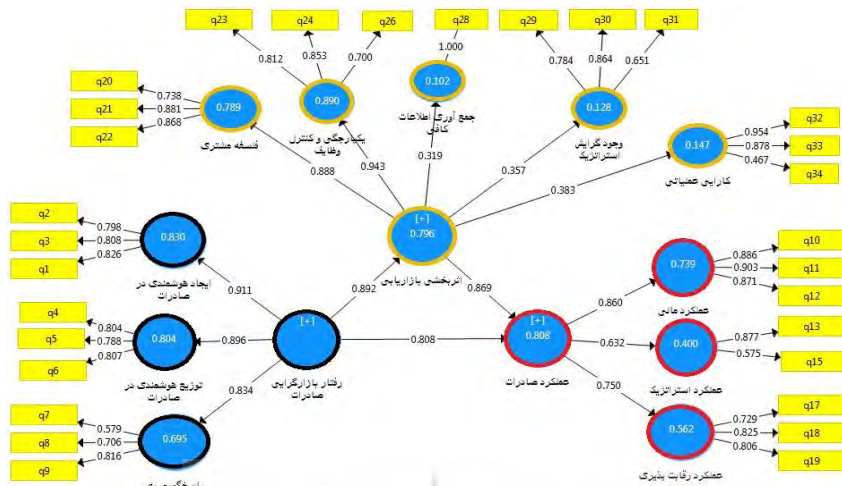 q23
q24
q26
q28
q29
q30
q31
0.812
0.853
0.700
1.000
0.784
0.864
0.651
q20
q21
q22
0.738
0.881
0.868
0.789
فلسفه مشتری
0.890
یکپارچگی و کنترل
وظایف
0.102
جمع آوری اطلاعات
کافی
0.128
وجود گرایش
استراتژیک
0.147
کارایی عملیاتی
q32
q33
q34
0.954
0.878
0.467
0.888
0.943
0.319
0.357
0.383
[+]
0.796
اثربخشی بازاریابی
q2
q3
q1
0.798
0.808
0.826
0.830
ایجاد هوشمندی در
صادرات
0.911
0.892
0.869
q4
q5
q6
0.804
0.788
0.807
0.804
توزیع هوشمندی در
صادرات
0.896
[+]
رفتار بازارگرایی
صادرات
0.808
[+]
0.808
عملکرد صادرات
0.860
0.632
0.750
0.739
عملکرد مالی
0.886
0.903
0.871
q10
q11
q12
0.400
عملکرد استراتژیک
0.877
0.575
q13
q15
q7
q8
q9
0.579
0.706
0.816
0.695
0.834
0.562
عملکرد رقابت پذیری
0.729
0.825
0.806
q17
q18
q19